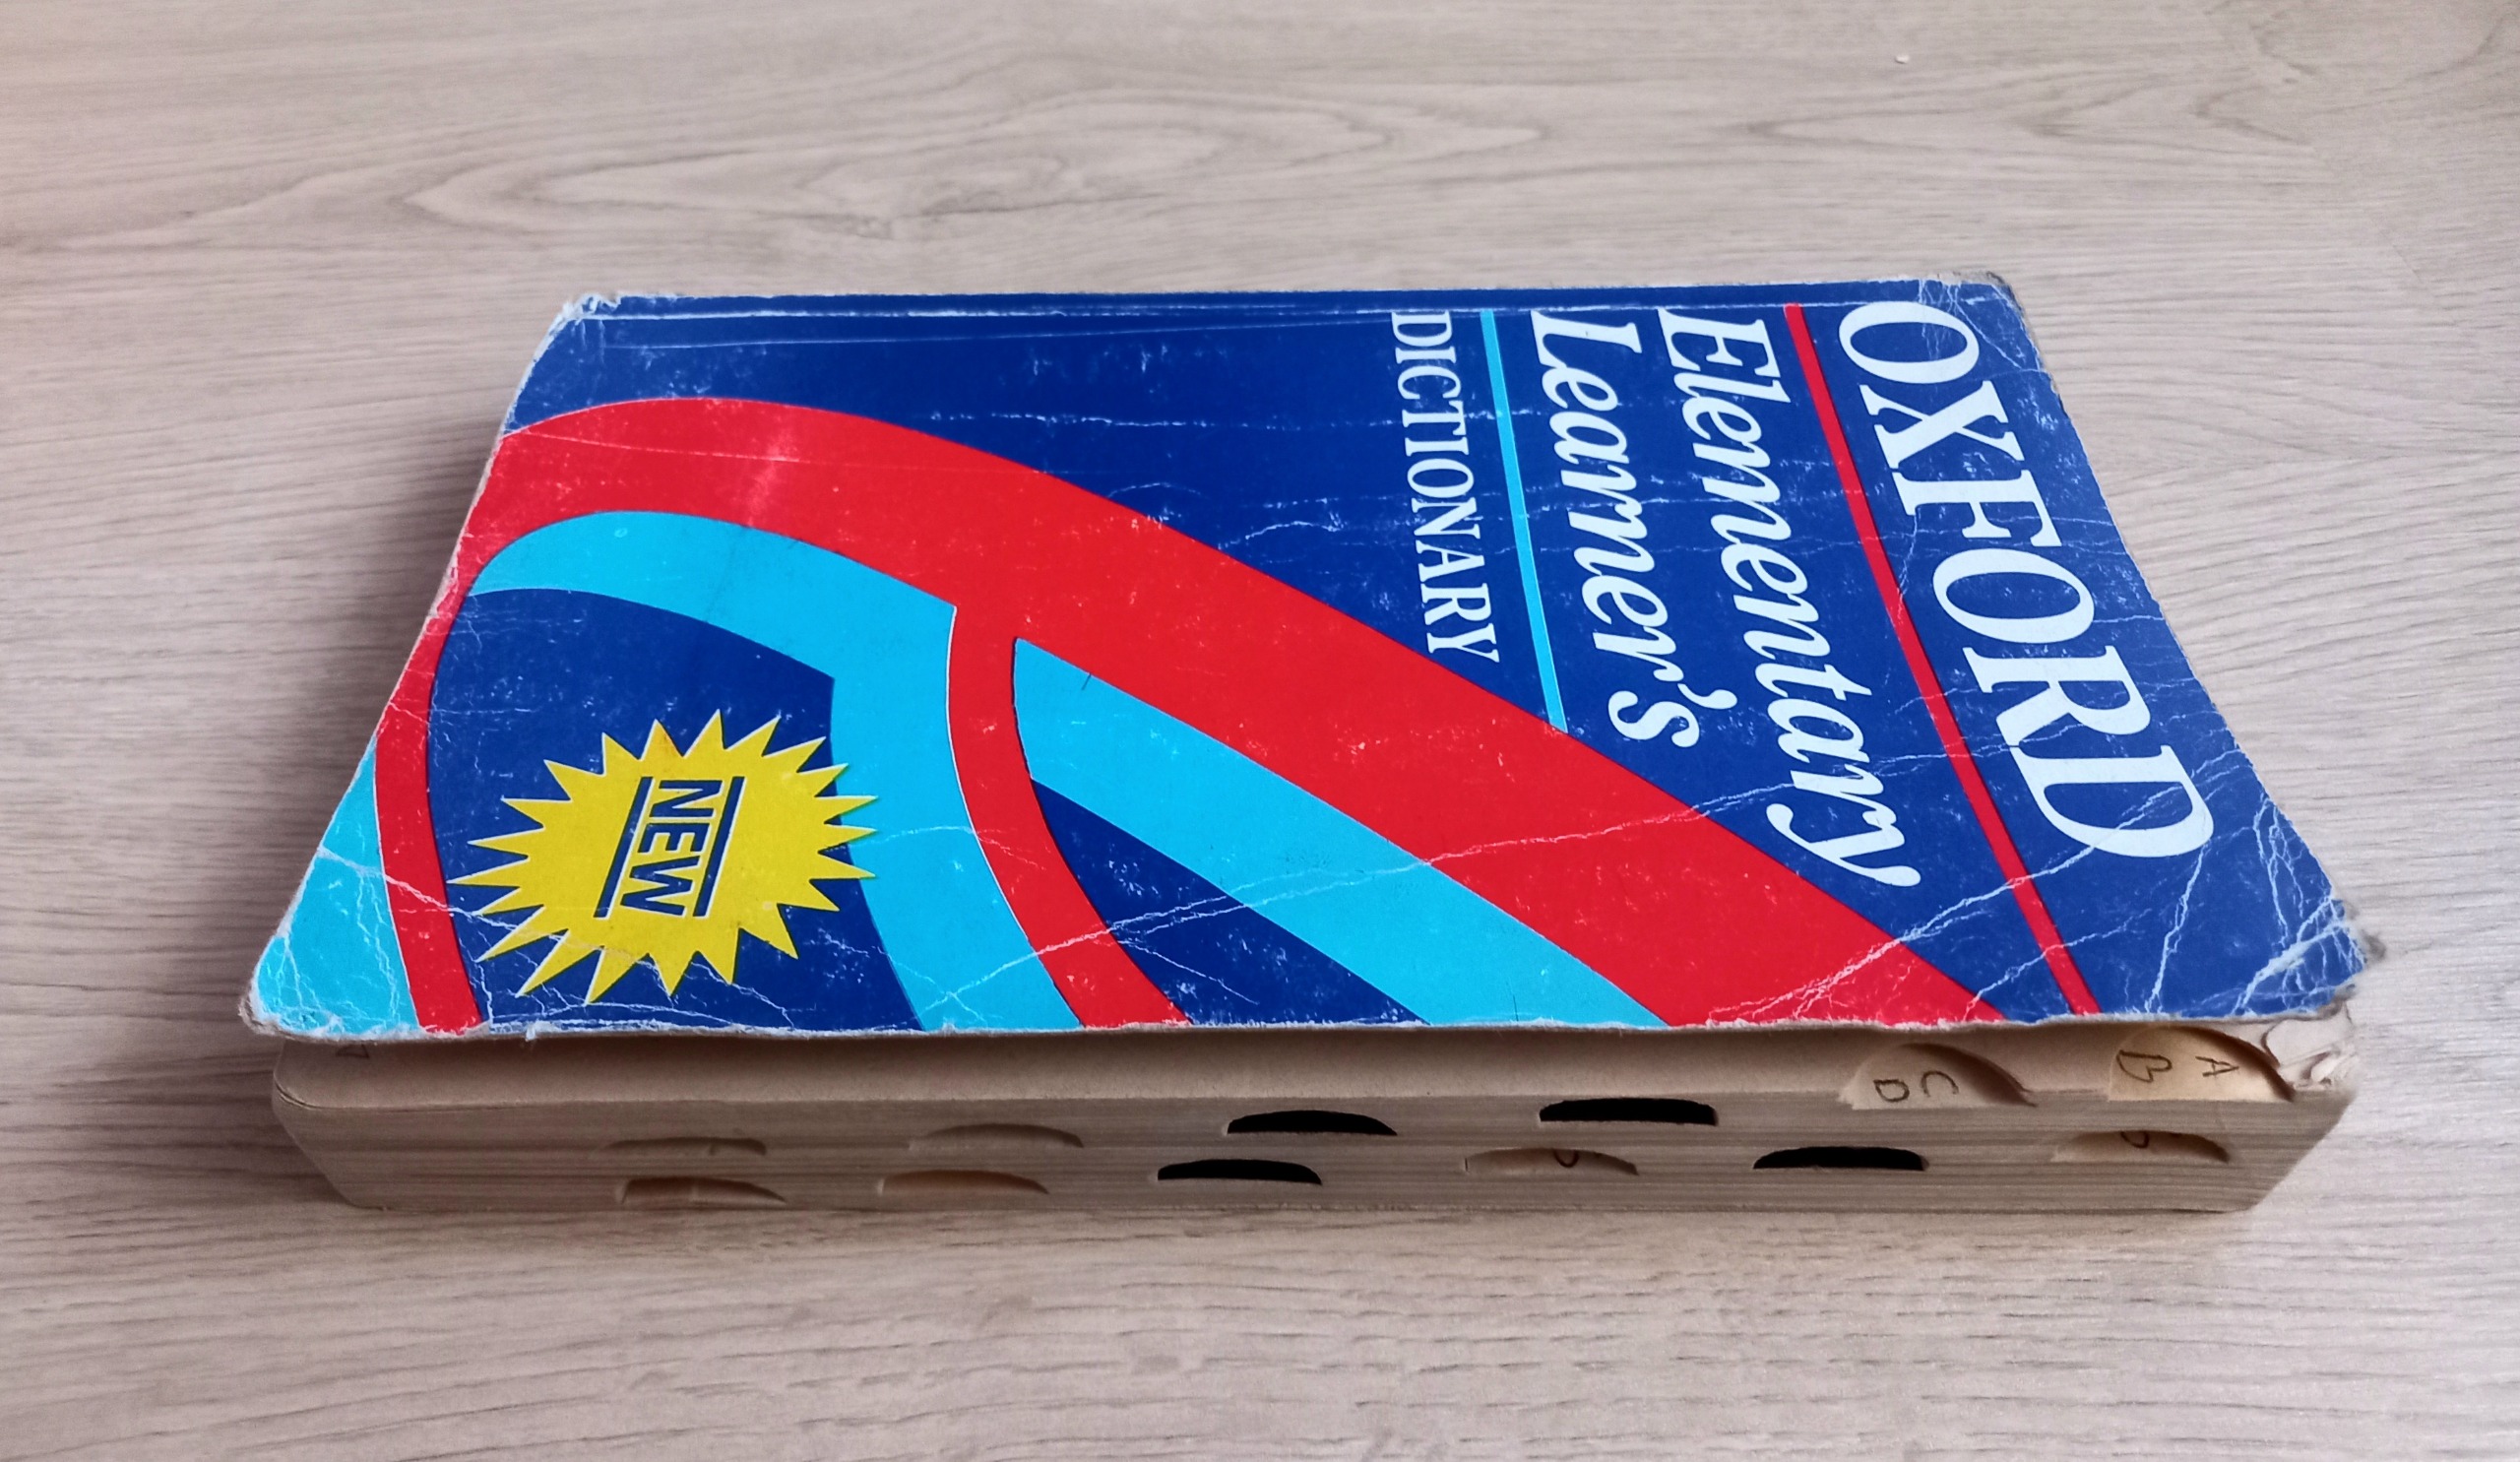 OXFORD
Elementary
Learner's
DICTIONARY
NEW
A
B
C
D